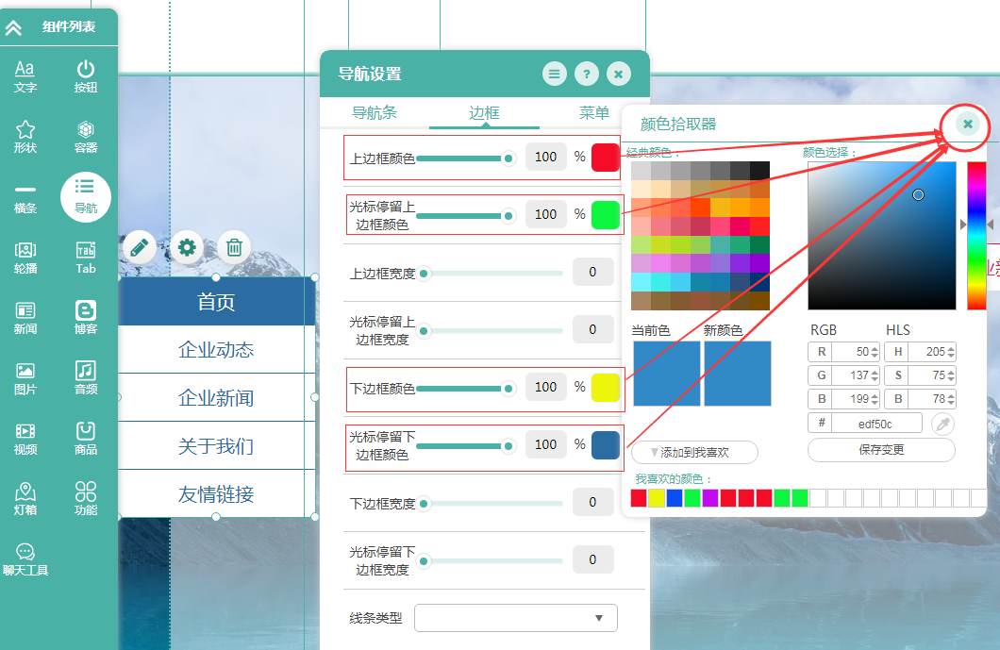 组件列表
Aa
文字
按钮
形状
容器
横条
导航
轮播
Tab
Tab
新闻
博客
图片
音频
视频
商品
灯箱
功能
聊天工具
首页
企业动态
企业新闻
关于我们
友情链接
导航设置
?
导航条
边框
菜单
上边框颜色
100
%
光标停留上
边框颜色
100
%
上边框宽度
0
光标停留上
边框宽度
0
下边框颜色
100
%
光标停留下
边框颜色
100
%
下边框宽度
0
光标停留下
边框宽度
0
线条类型
颜色拾取器
经典颜色：
颜色选择：
当前色
新颜色
RGB
HLS
R
50
H
205
G
137
S
75
B
199
B
78
#
edf50c
添加到我喜欢
保存变更
我喜欢的颜色：